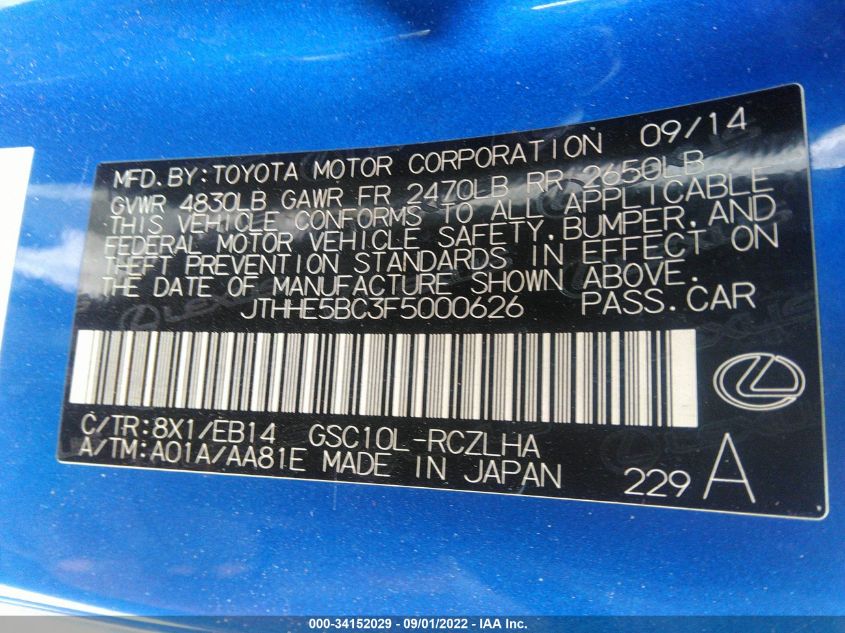 MFD. BY: TOYOTA MOTOR CORPORATION 09/14
GVWR 4830LB GAWR FR 2470LB RR 2650LB
THIS VEHICLE CONFORMS TO ALL APPLICABLE
FEDERAL MOTOR VEHICLE SAFETY, BUMPER, AND
THEFT PREVENTION STANDARDS IN EFFECT ON
THE DATE OF MANUFACTURE SHOWN ABOVE.
JTHHE5BC3F5000626 PASS. CAR
C/TR: 8X1/EB14 GSC10L-RCZLHA
A/TM: A01A/AA81E MADE IN JAPAN 229 A
000-34152029 - 09/01/2022 - IAA Inc.